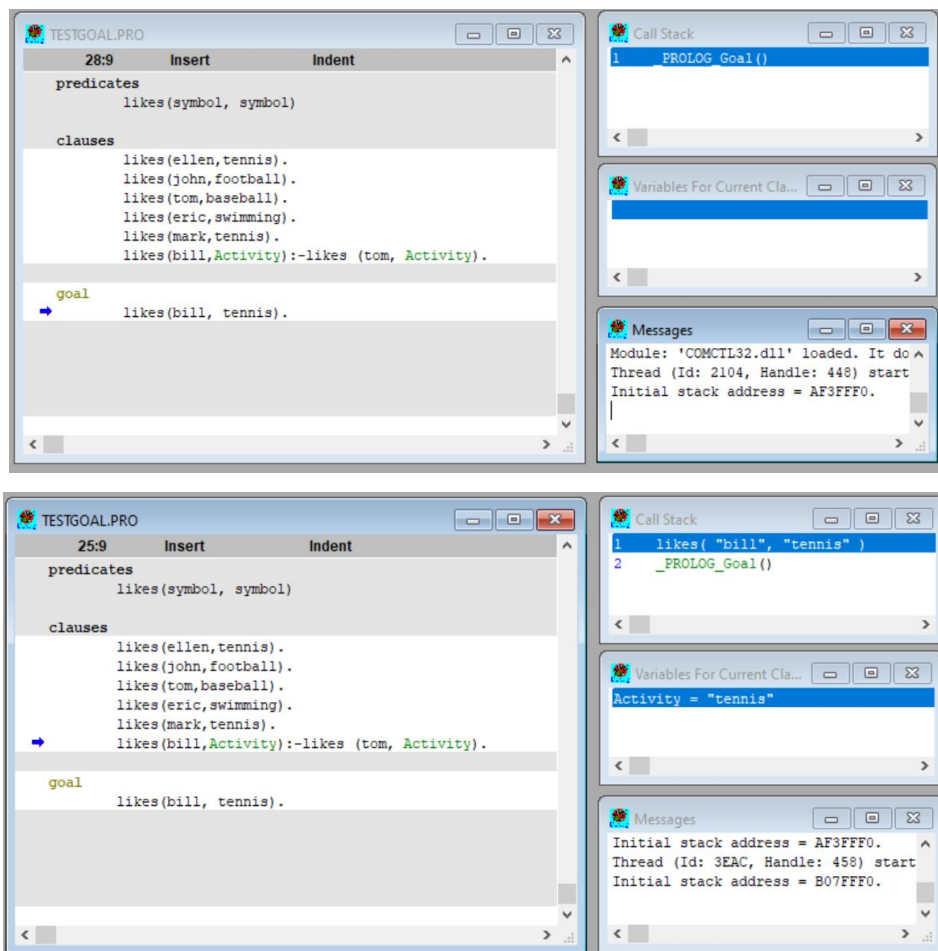 TESTGOAL.PRO
28:9 Insert Indent
predicates
likes(symbol, symbol)
clauses
likes(ellen,tennis).
likes(john,football).
likes(tom,baseball).
likes(eric,swimming).
likes(mark,tennis).
likes(bill,Activity):-likes (tom, Activity).
goal
likes(bill, tennis).
Call Stack
1 _PROLOG_Goal()
Variables For Current Cla...
Messages
Module: 'COMCTL32.dll' loaded. It do
Thread (Id: 2104, Handle: 448) start
Initial stack address = AF3FFF0.
TESTGOAL.PRO
25:9 Insert Indent
predicates
likes(symbol, symbol)
clauses
likes(ellen,tennis).
likes(john,football).
likes(tom,baseball).
likes(eric,swimming).
likes(mark,tennis).
likes(bill,Activity):-likes (tom, Activity).
goal
likes(bill, tennis).
Call Stack
1 likes( "bill", "tennis" )
2 _PROLOG_Goal()
Variables For Current Cla...
Activity = "tennis"
Messages
Initial stack address = AF3FFF0.
Thread (Id: 3EAC, Handle: 458) start
Initial stack address = B07FFF0.